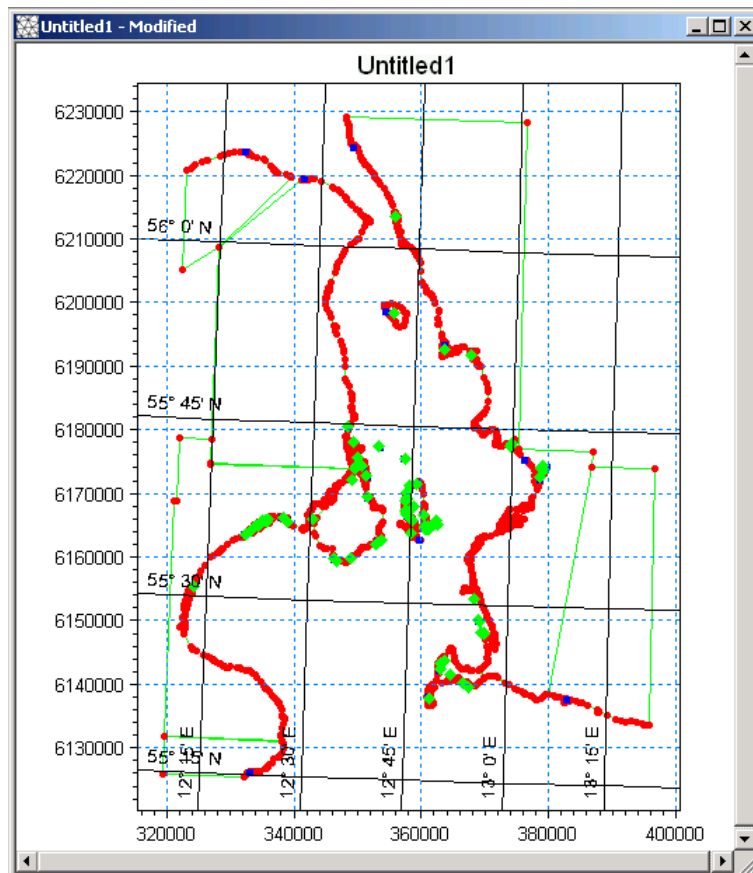 Untitled1 - Modified
Untitled1
6230000
6220000
6210000
6200000
6190000
6180000
6170000
6160000
6150000
6140000
6130000
56° 0' N
55° 45' N
55° 30' N
55° 15' N
12° 15' E
12° 30' E
12° 45' E
13° 0' E
13° 15' E
320000
340000
360000
380000
400000